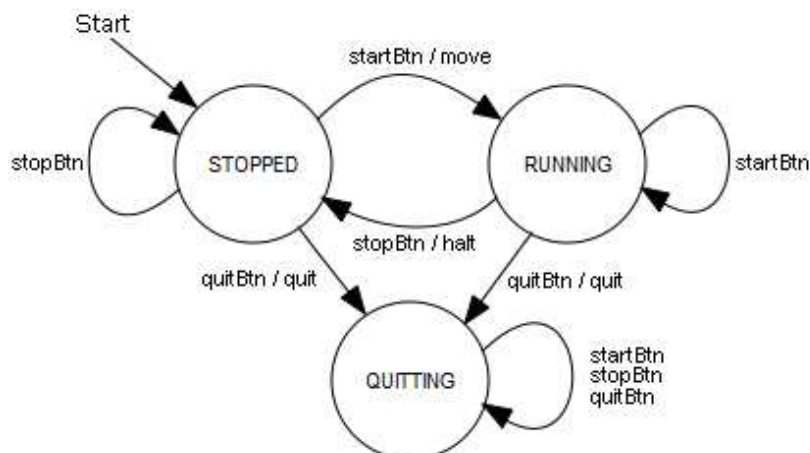 Start
startBtn / move
stopBtn
STOPPED
RUNNING
startBtn
stopBtn / halt
quitBtn / quit
quitBtn / quit
QUITTING
startBtn
stopBtn
quitBtn